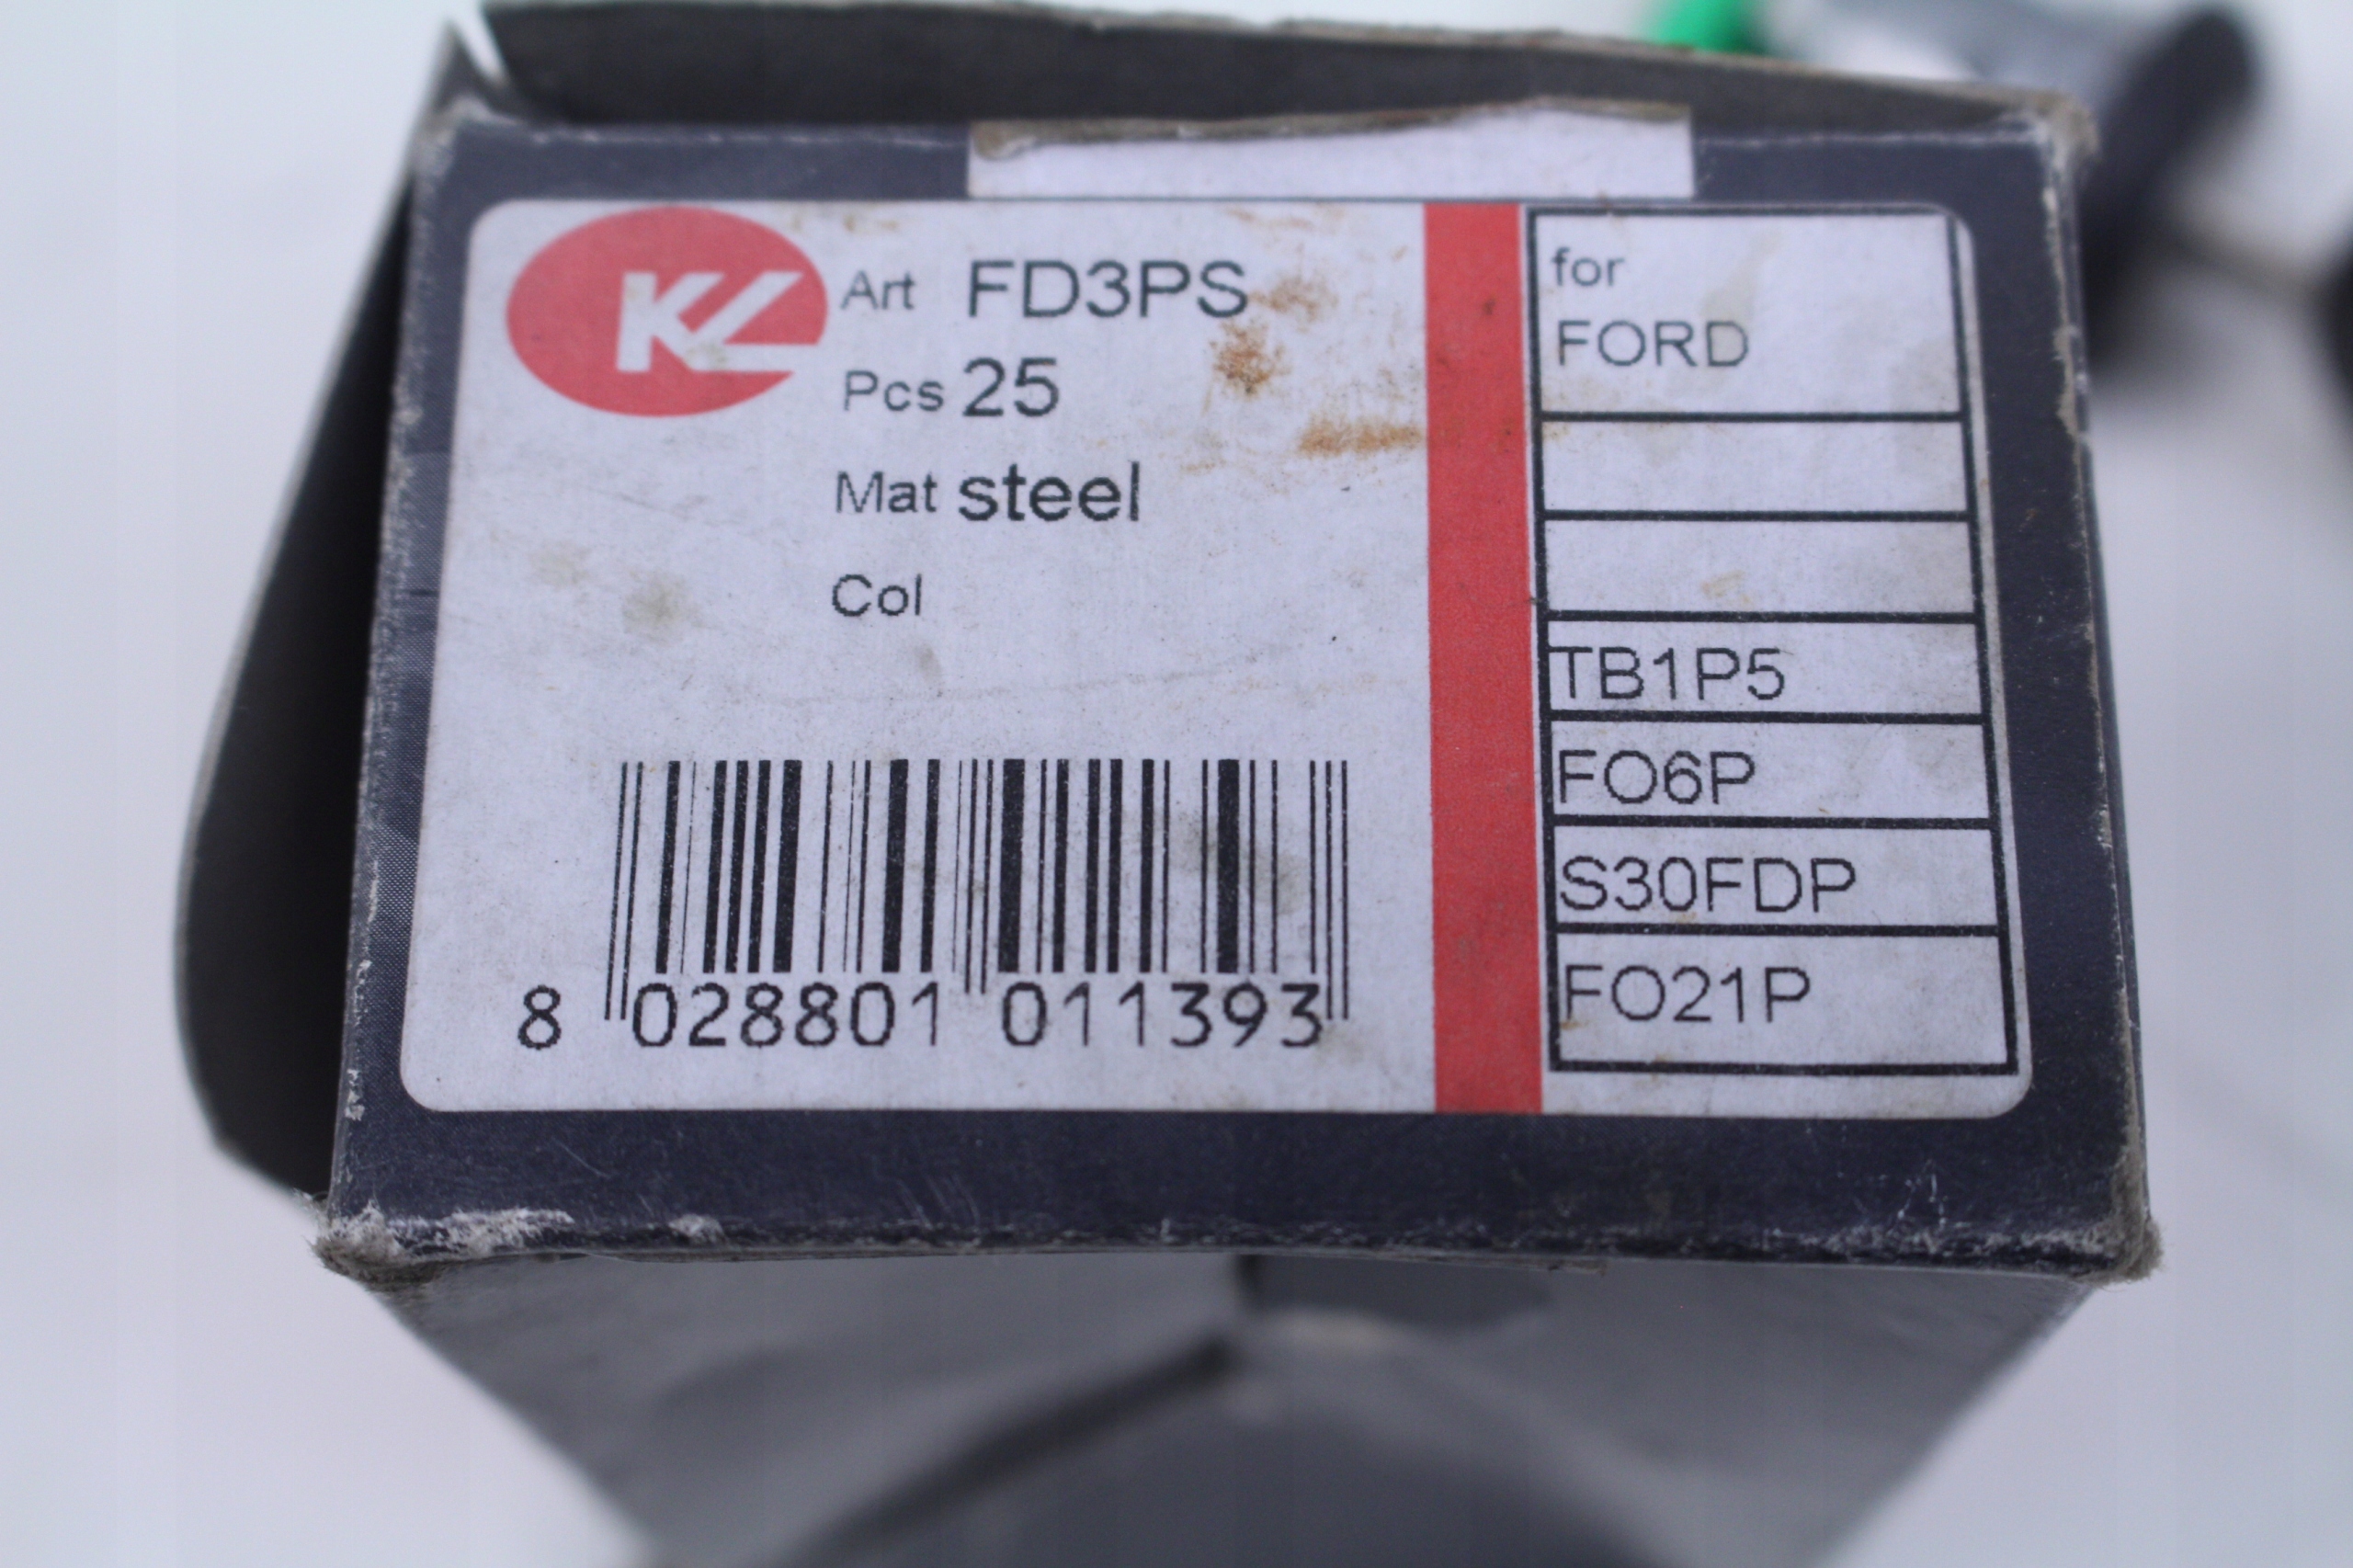 KL
Art FD3PS
Pcs 25
Mat steel
Col
8 028801 011393
for
FORD
TB1P5
FO6P
S30FDP
FO21P